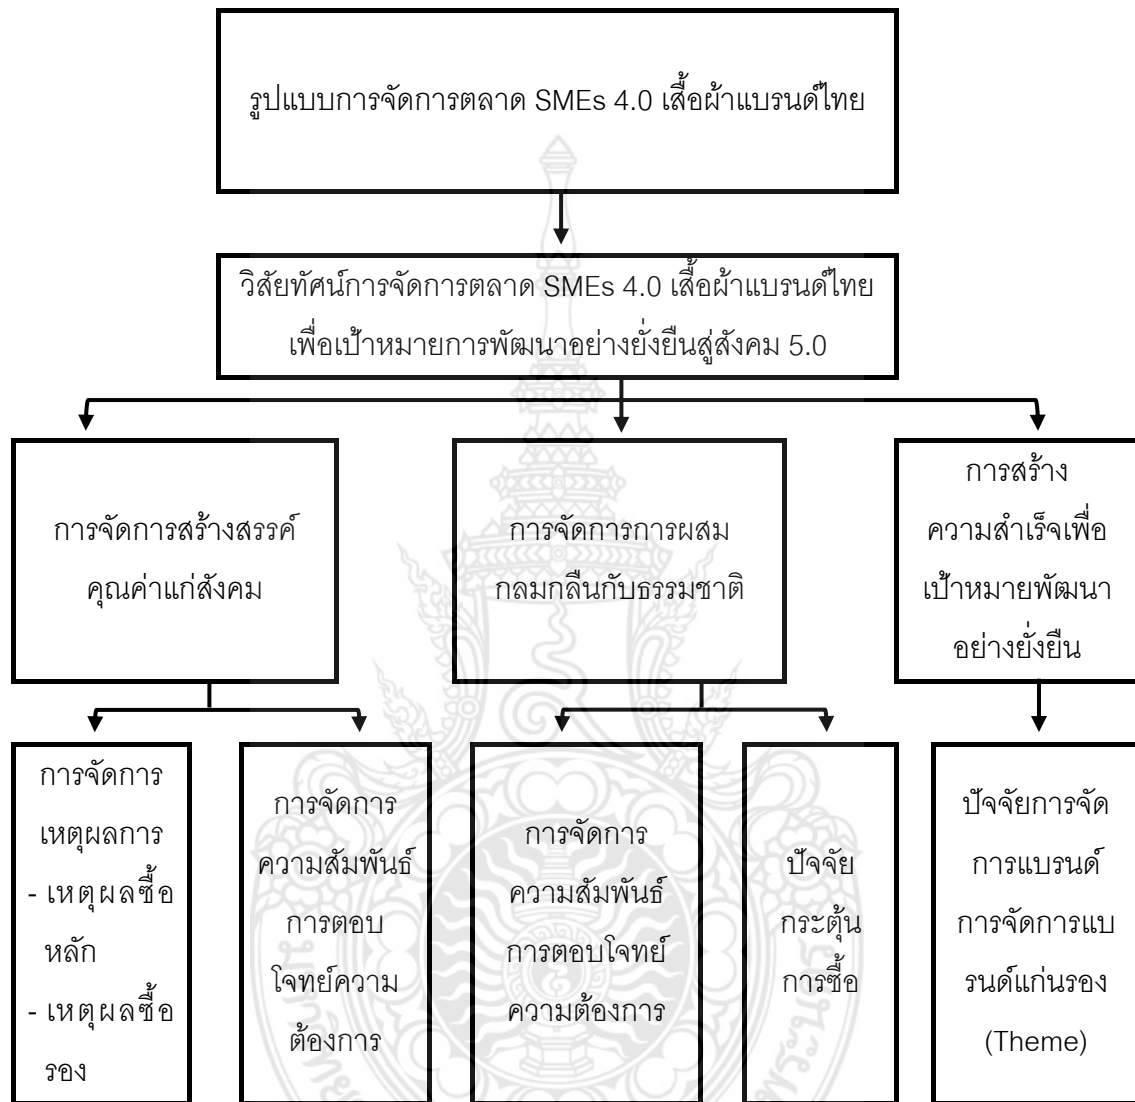 รูปแบบการจัดการตลาด SMEs 4.0 เสื้อผ้าแบรนด์ไทย
วิสัยทัศน์การจัดการตลาด SMEs 4.0 เสื้อผ้าแบรนด์ไทย
เพื่อเป้าหมายการพัฒนาอย่างยั่งยืนสู่สังคม 5.0
การจัดการสร้างสรรค์
คุณค่าแก่สังคม
การจัดการการผสม
กลมกลืนกับธรรมชาติ
การสร้าง
ความสำเร็จเพื่อ
เป้าหมายพัฒนา
อย่างยั่งยืน
การจัดการ
เหตุผลการ
- เหตุผลซื้อ
หลัก
- เหตุผลซื้อ
รอง
การจัดการ
ความสัมพันธ์
การตอบ
โจทย์ความ
ต้องการ
การจัดการ
ความสัมพันธ์
การตอบโจทย์
ความต้องการ
ปัจจัย
กระตุ้น
การซื้อ
ปัจจัยการจัด
การแบรนด์
การจัดการแบ
รนด์แก่นรอง
(Theme)